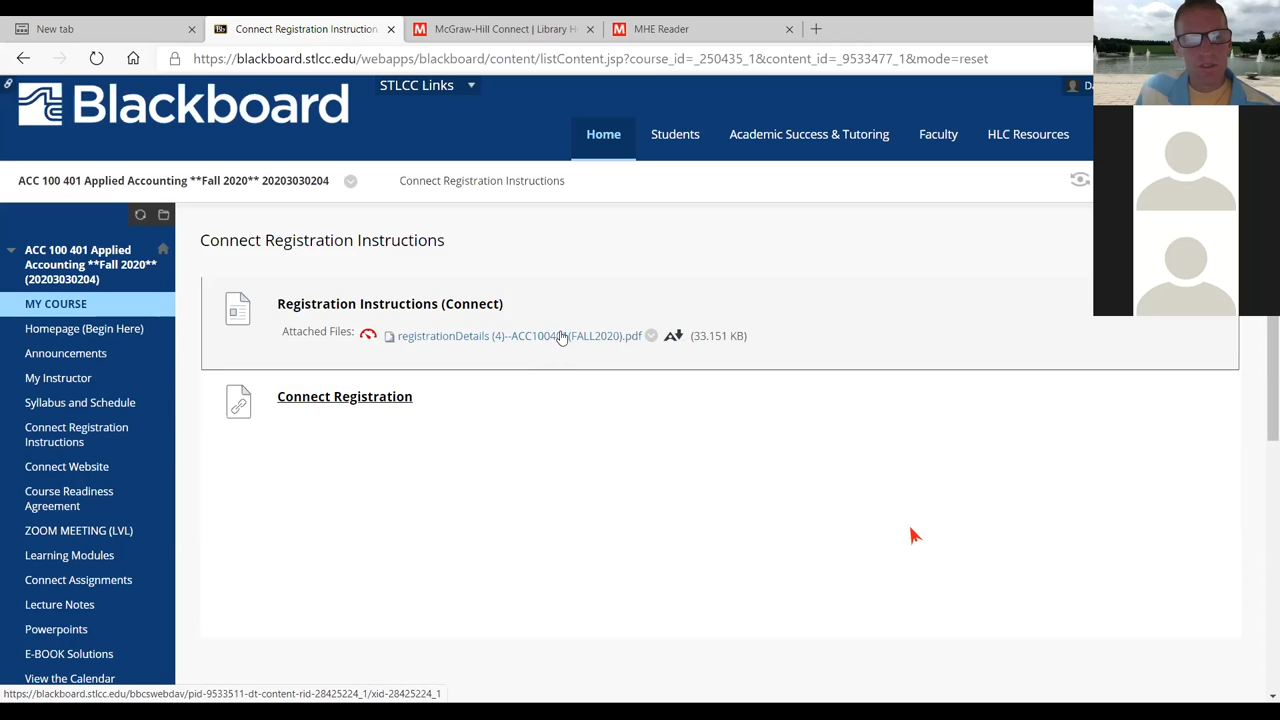 New tab
Connect Registration Instruction
McGraw-Hill Connect | Library H
MHE Reader
https://blackboard.stlcc.edu/webapps/blackboard/content/listContent.jsp?course_id=_250435_1&content_id=_9533477_1&mode=reset
Blackboard
STLCC Links
Home
Students
Academic Success & Tutoring
Faculty
HLC Resources
ACC 100 401 Applied Accounting **Fall 2020** 20203030204
Connect Registration Instructions
ACC 100 401 Applied
Accounting **Fall 2020**
(20203030204)
MY COURSE
Homepage (Begin Here)
Announcements
My Instructor
Syllabus and Schedule
Connect Registration
Instructions
Connect Website
Course Readiness
Agreement
ZOOM MEETING (LVL)
Learning Modules
Connect Assignments
Lecture Notes
Powerpoints
E-BOOK Solutions
View the Calendar
Connect Registration Instructions
Registration Instructions (Connect)
Attached Files:
(33.151 KB)
Connect Registration
https://blackboard.stlcc.edu/bbcswebdav/pid-9533511-dt-content-rid-28425224_1/xid-28425224_1